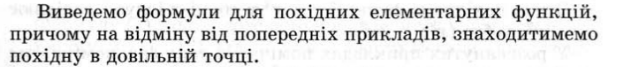 Виведемо формули для похідних елементарних функцій,
причому на відміну від попередніх прикладів, знаходитимемо
похідну в довільній точці.